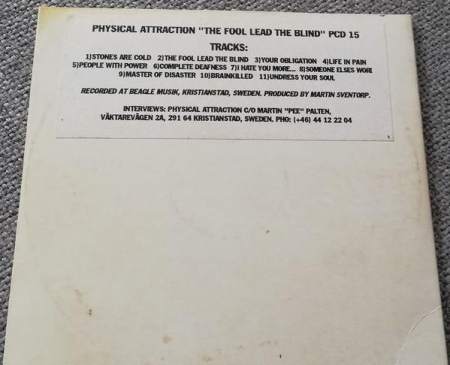 PHYSICAL ATTRACTION "THE FOOL LEAD THE BLIND" PCD 15
TRACKS:
1)STONES ARE COLD 2)THE FOOL LEAD THE BLIND 3)YOUR OBLIGATION 4)LIFE IN PAIN
5)PEOPLE WITH POWER 6)COMPLETE DEAFNESS 7)I HATE YOU MORE... 8)SOMEONE ELSES WORK
9)MASTER OF DISASTER 10)BRAINKILLED 11)UNDRESS YOUR SOUL
RECORDED AT BEAGLE MUSIK, KRISTIANSTAD, SWEDEN. PRODUCED BY MARTIN SVENTORP.
INTERVIEWS: PHYSICAL ATTRACTION C/O MARTIN "PEE" PALTEN,
VÄKTAREVÄGEN 2A, 291 64 KRISTIANSTAD, SWEDEN. PHO: (+46) 44 12 22 04